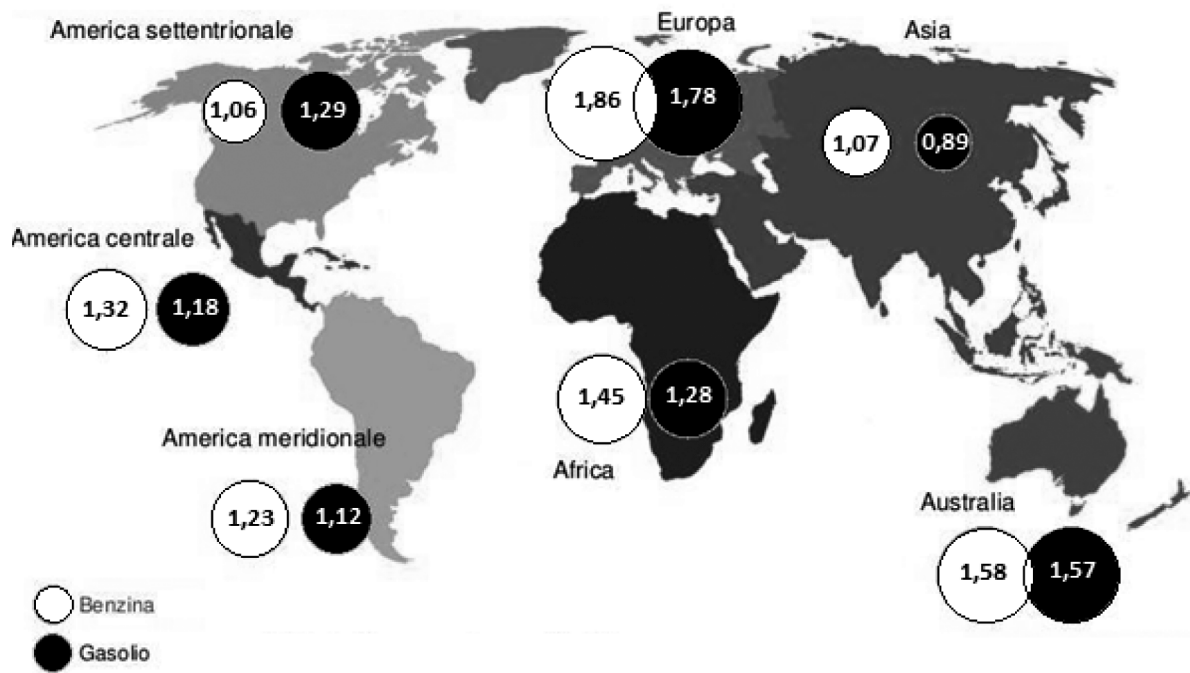 America settentrionale
1,06
1,29
Europa
1,86
1,78
Asia
1,07
0,89
America centrale
1,32
1,18
1,45
1,28
Africa
America meridionale
1,23
1,12
Australia
1,58
1,57
Benzina
Gasolio